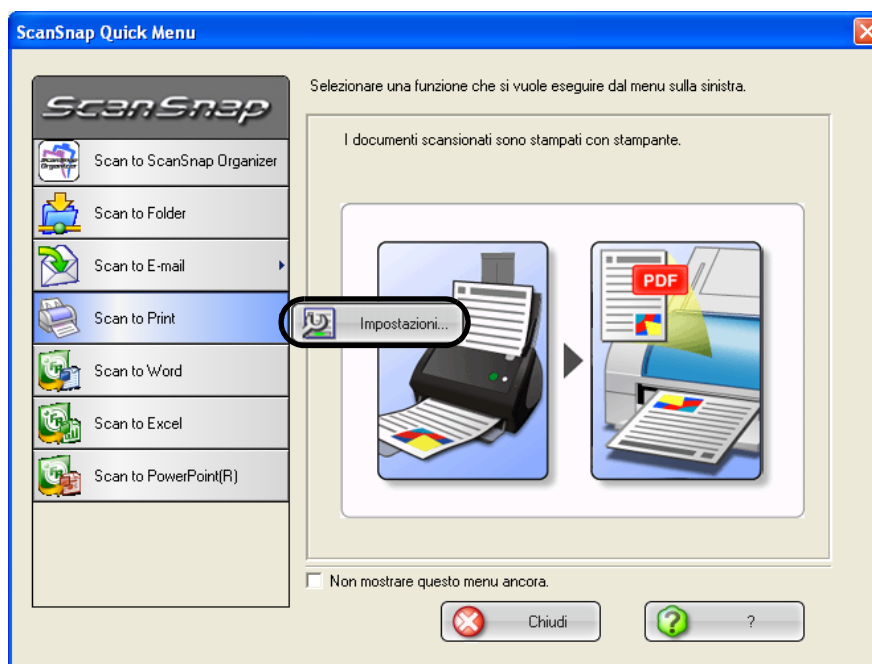 ScanSnap Quick Menu
Selezionare una funzione che si vuole eseguire dal menu sulla sinistra.
ScanSnap
I documenti scansionati sono stampati con stampante.
Scan to ScanSnap Organizer
Scan to Folder
Scan to E-mail
Scan to Print
Impostazioni...
PDF
Scan to Word
Scan to Excel
Scan to PowerPoint(R)
Non mostrare questo menu ancora.
Chiudi
?